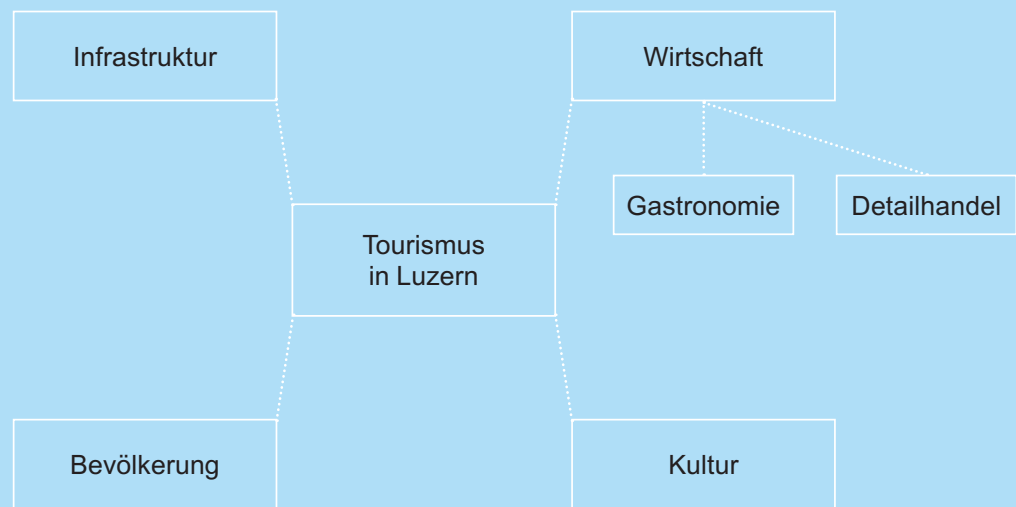 Infrastruktur
Wirtschaft
Gastronomie
Detailhandel
Tourismus
in Luzern
Bevölkerung
Kultur